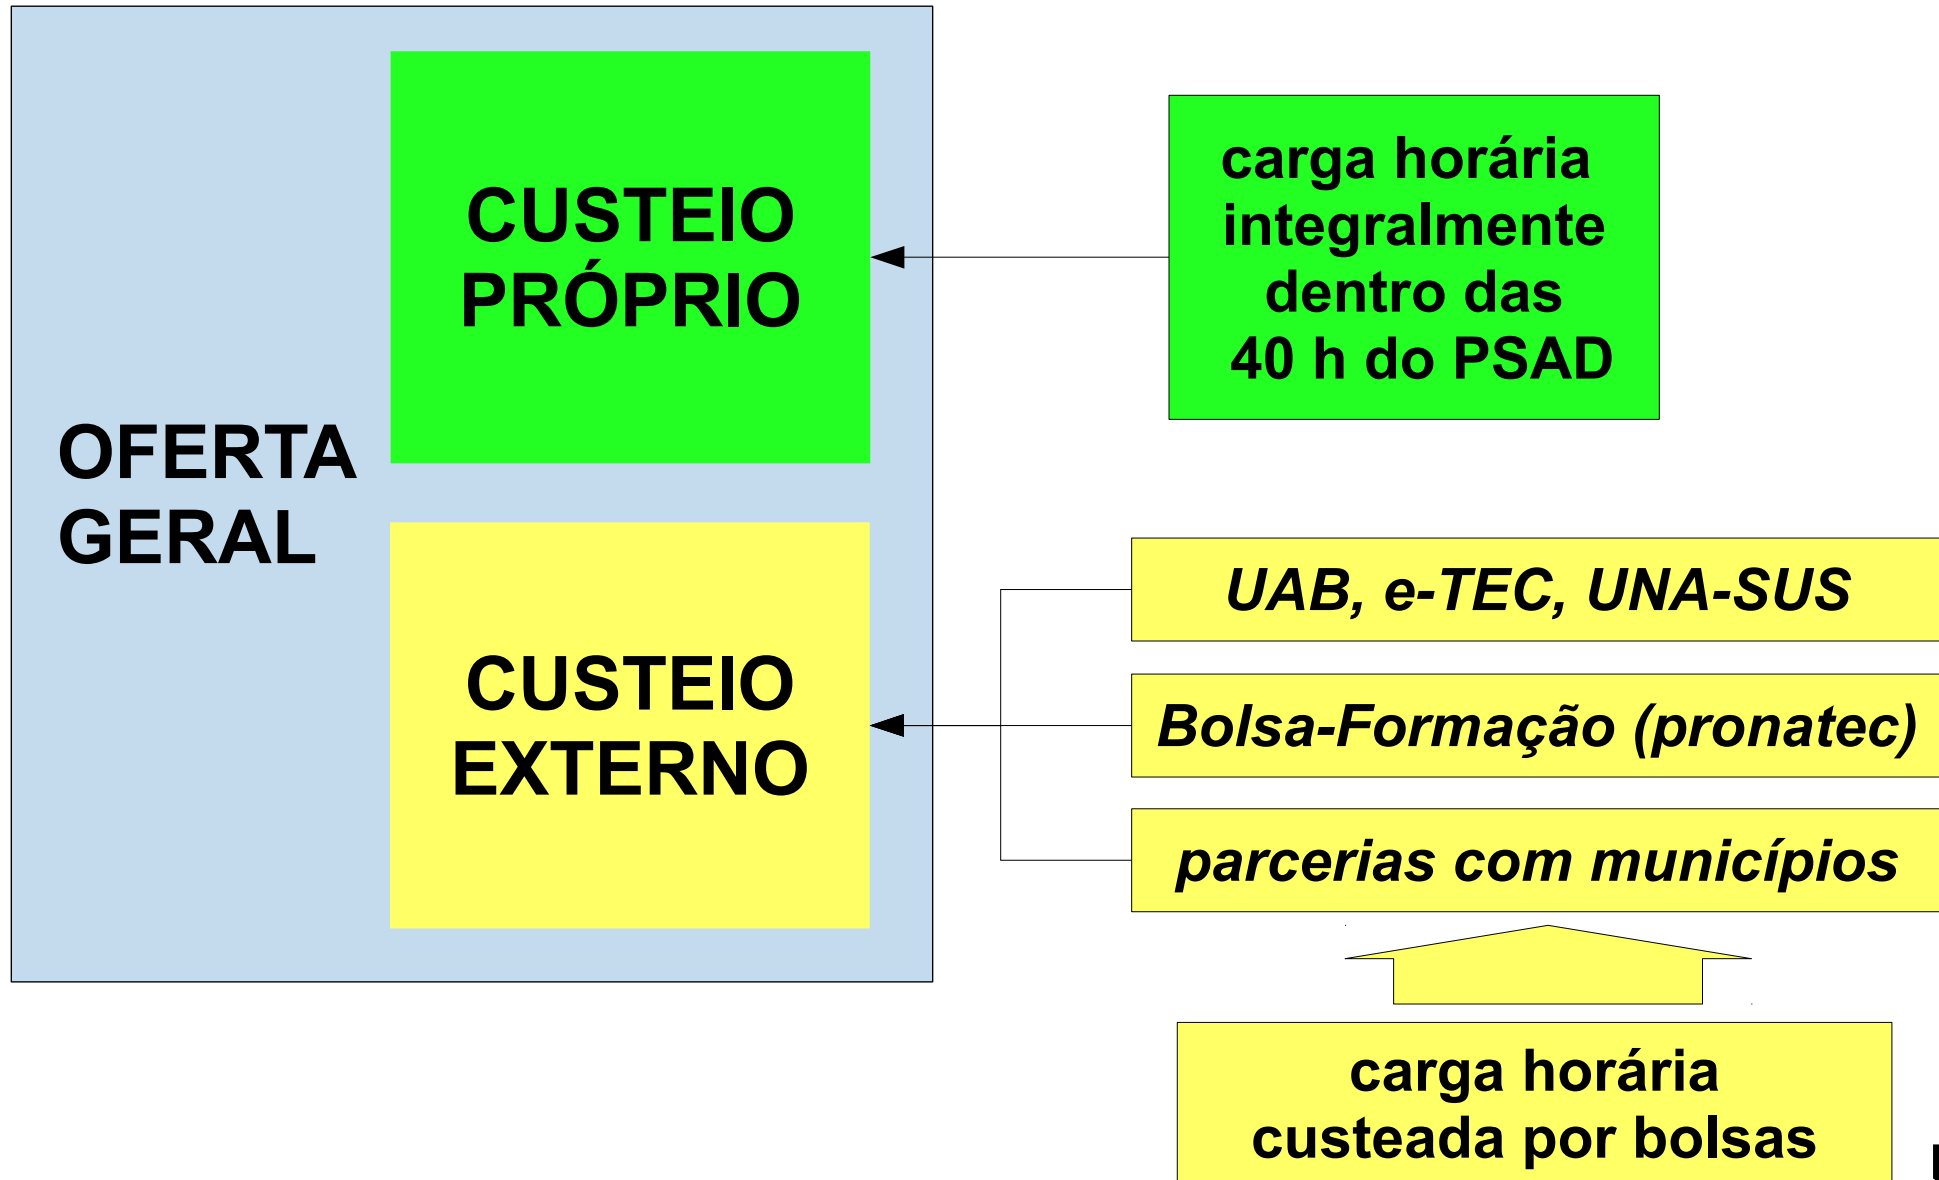 OFERTA
GERAL
CUSTEIO
PRÓPRIO
carga horária
integralmente
dentro das
40 h do PSAD
CUSTEIO
EXTERNO
UAB, e-TEC, UNA-SUS
Bolsa-Formação (pronatec)
parcerias com municípios
carga horária
custeada por bolsas